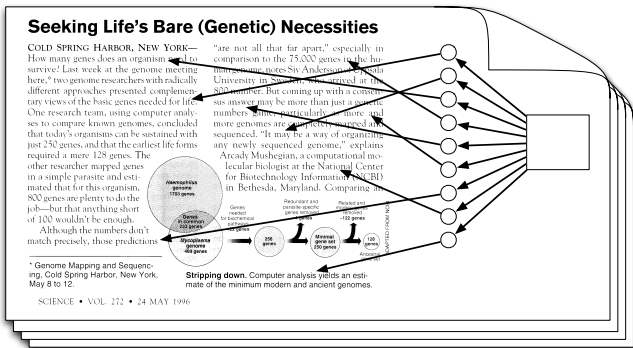 Seeking Life's Bare (Genetic) Necessities
COLD SPRING HARBOR, NEW YORK—
How many genes does an organism need to
survive? Last week at the genome meeting
here,* two genome researchers with radically
different approaches presented complemen-
tary views of the basic genes needed for life.
One research team, using computer analy-
ses to compare known genomes, concluded
that today's organisms can be sustained with
just 250 genes, and that the earliest life forms
required a mere 128 genes. The
other researcher mapped genes
in a simple parasite and esti-
mated that for this organism,
800 genes are plenty to do the
job—but that anything short
of 100 wouldn't be enough.
Although the numbers don't
match precisely, those predictions
* Genome Mapping and Sequenc-
ing, Cold Spring Harbor, New York,
May 8 to 12.
"are not all that far apart," especially in
comparison to the 75,000 genes in the hu-
man genome, notes Siv Andersson of Uppsala
University in Sweden, who arrived at the
800 number. But coming up with a consen-
sus answer may be more than just a genetic
numbers game, particularly as more and
more genomes are completely mapped and
sequenced. "It may be a way of organizing
any newly sequenced genome," explains
Arcady Mushegian, a computational mo-
lecular biologist at the National Center
for Biotechnology Information (NCBI)
in Bethesda, Maryland. Comparing an
Haemophilus
genome
1703 genes
Genes
in common
233 genes
Mycoplasma
genome
469 genes
Genes
needed
for biochemical
pathways
+22 genes
256
genes
Redundant and
parasite-specific
genes removed
genes
Minimal
gene set
250 genes
Related and
removed
–122 genes
128
genes
Ancestral
ADAPTED FROM NCBI
Stripping down. Computer analysis yields an esti-
mate of the minimum modern and ancient genomes.
SCIENCE • VOL. 272 • 24 MAY 1996